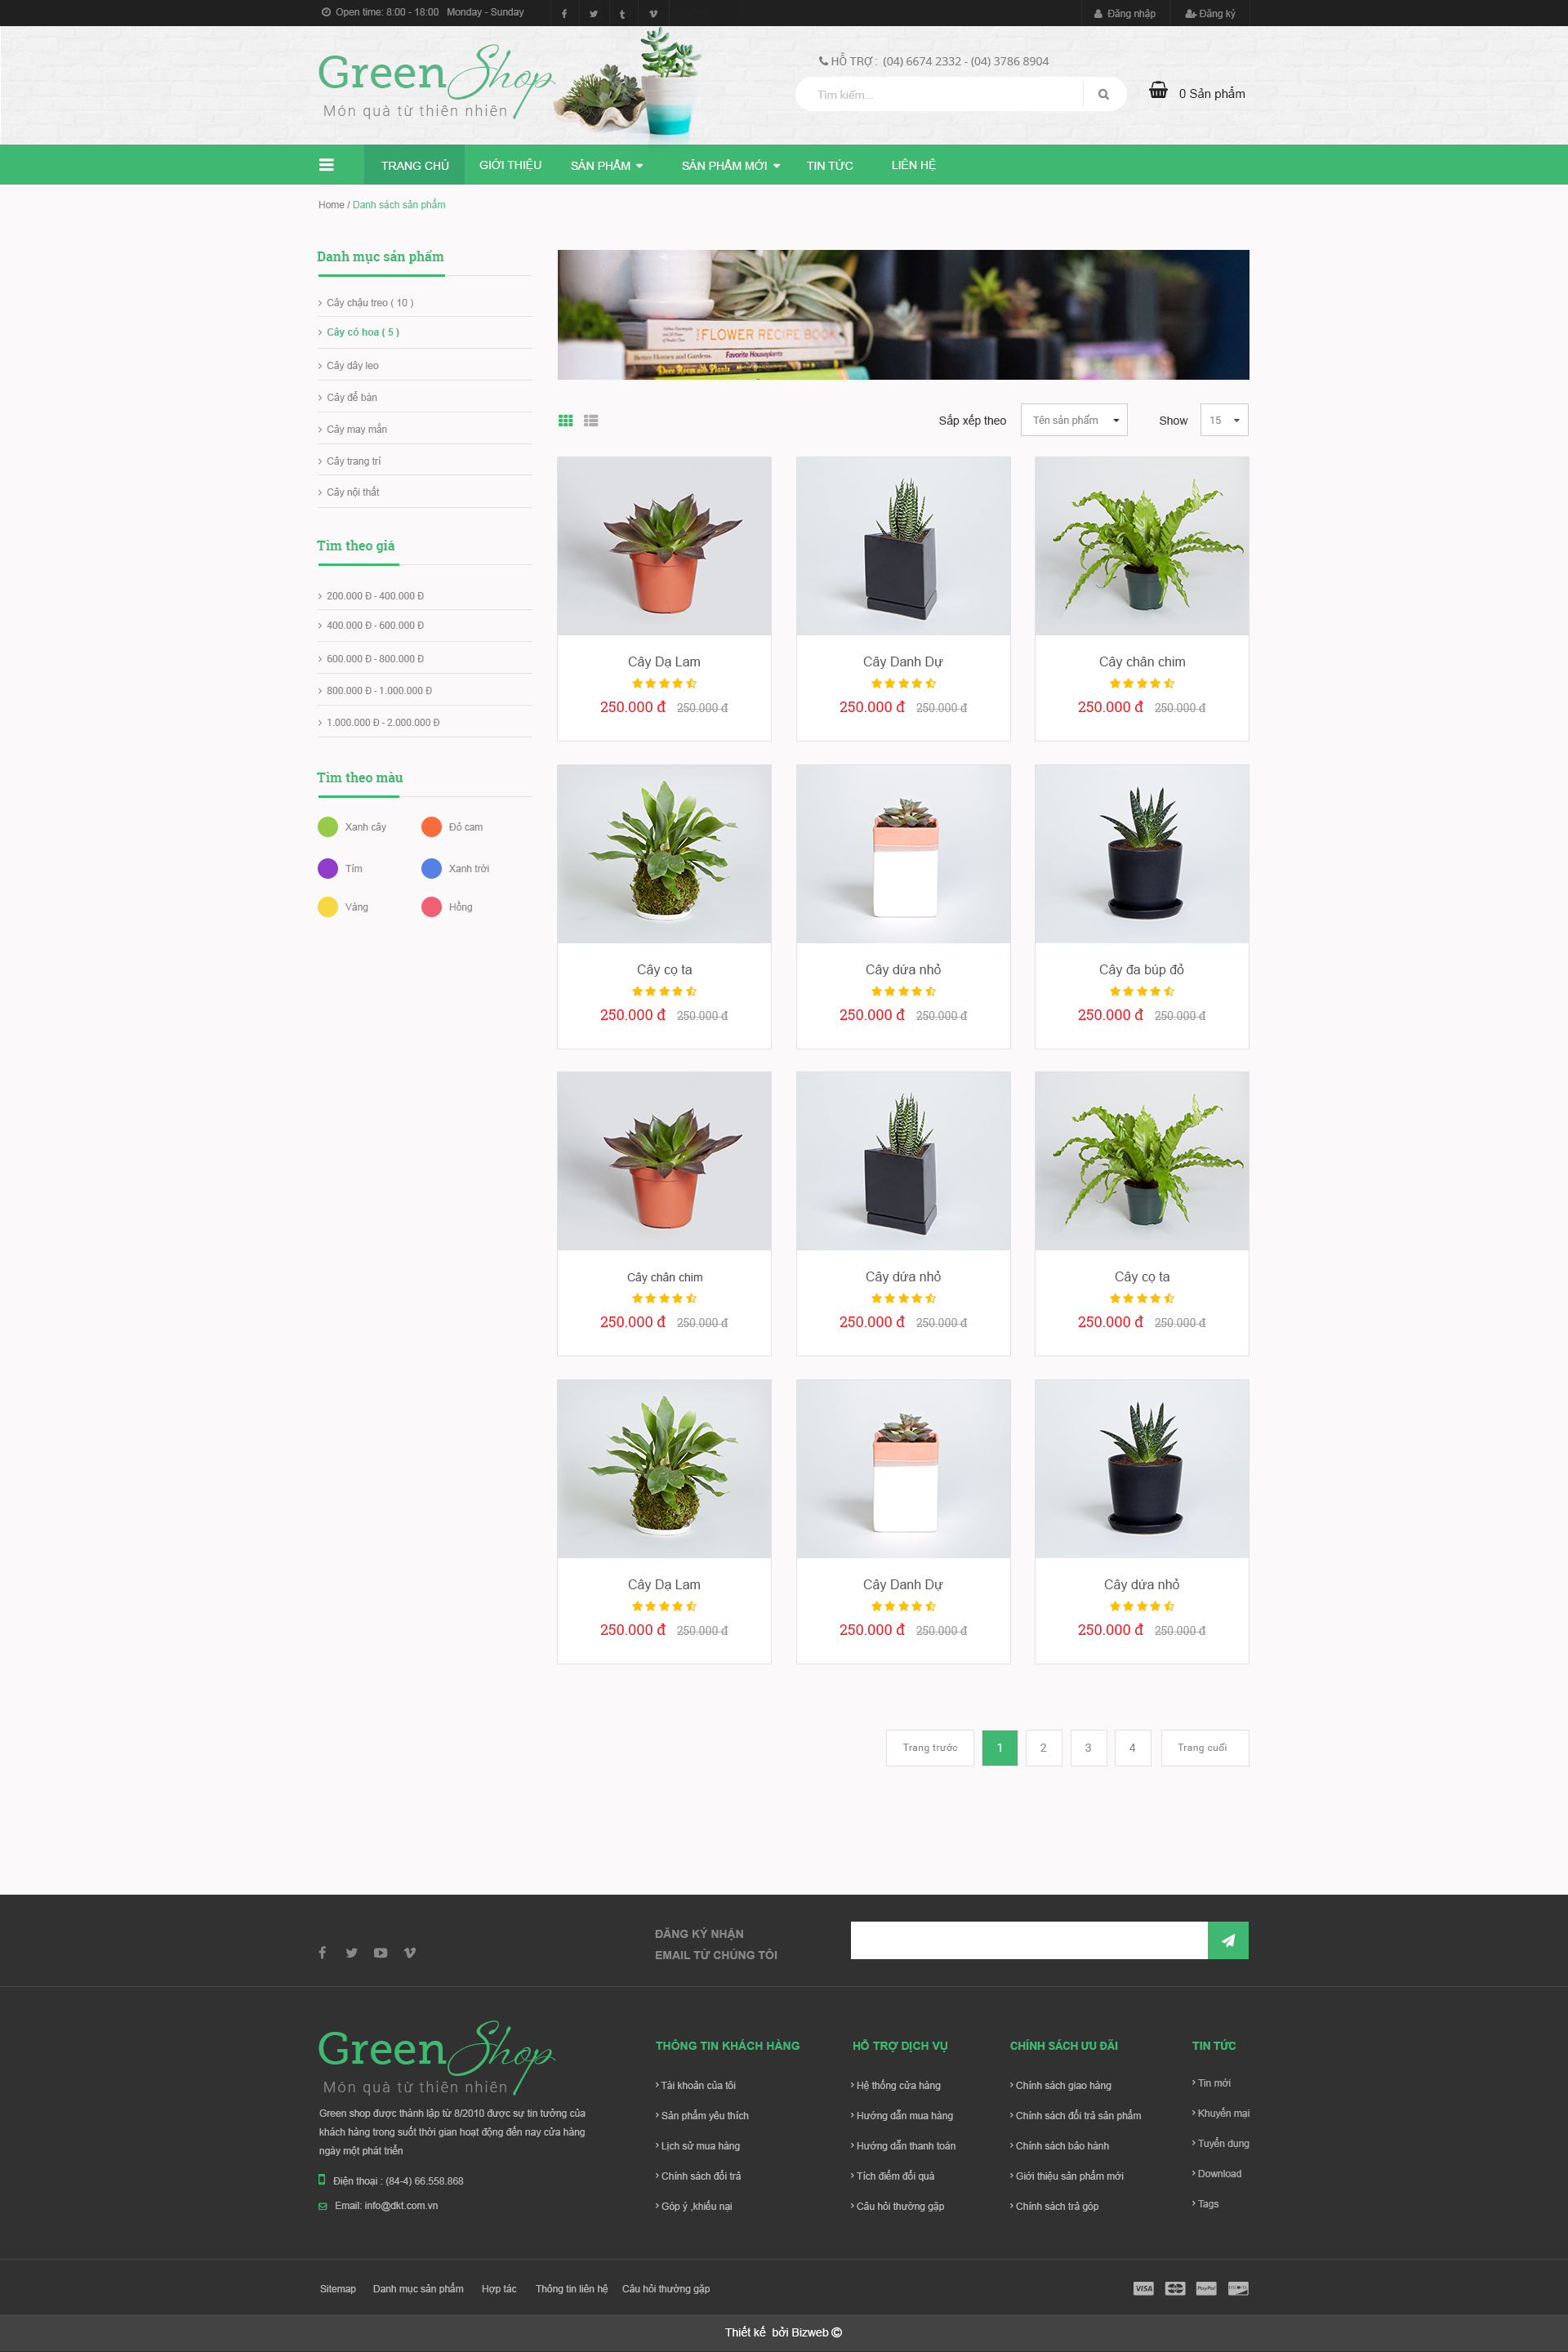 Open time: 8:00 - 18:00 Monday - Sunday
Đăng nhập
Đăng ký
Green Shop
Món quà từ thiên nhiên
HỖ TRỢ : (04) 6674 2332 - (04) 3786 8904
Tìm kiếm...
0 Sản phẩm
TRANG CHỦ GIỚI THIỆU SẢN PHẨM SẢN PHẨM MỚI TIN TỨC LIÊN HỆ
Home / Danh sách sản phẩm
Danh mục sản phẩm
Cây chậu treo ( 10 )
Cây có hoa ( 5 )
Cây dây leo
Cây để bàn
Cây may mắn
Cây trang trí
Cây nội thất
Tìm theo giá
200.000 Đ - 400.000 Đ
400.000 Đ - 600.000 Đ
600.000 Đ - 800.000 Đ
800.000 Đ - 1.000.000 Đ
1.000.000 Đ - 2.000.000 Đ
Tìm theo màu
Xanh cây Đỏ cam
Tím Xanh trời
Vàng Hồng
FLOWER RECIPE BOOK
Better Homes and Gardens. Favorite Houseplants
Door Room with Plants
Sắp xếp theo Tên sản phẩm Show 15
Cây Dạ Lam
250.000 đ 250.000 đ
Cây Danh Dự
250.000 đ 250.000 đ
Cây chân chim
250.000 đ 250.000 đ
Cây cọ ta
250.000 đ 250.000 đ
Cây dứa nhỏ
250.000 đ 250.000 đ
Cây đa búp đỏ
250.000 đ 250.000 đ
Cây chân chim
250.000 đ 250.000 đ
Cây dứa nhỏ
250.000 đ 250.000 đ
Cây cọ ta
250.000 đ 250.000 đ
Cây Dạ Lam
250.000 đ 250.000 đ
Cây Danh Dự
250.000 đ 250.000 đ
Cây dứa nhỏ
250.000 đ 250.000 đ
Trang trước 1 2 3 4 Trang cuối
ĐĂNG KÝ NHẬN
EMAIL TỪ CHÚNG TÔI
Green Shop
Món quà từ thiên nhiên
Green shop được thành lập từ 8/2010 được sự tin tưởng của
khách hàng trong suốt thời gian hoạt động đến nay cửa hàng
ngày một phát triển
Điện thoại : (84-4) 66.558.868
Email: info@dkt.com.vn
THÔNG TIN KHÁCH HÀNG
Tài khoản của tôi
Sản phẩm yêu thích
Lịch sử mua hàng
Chính sách đổi trả
Góp ý ,khiếu nại
HỖ TRỢ DỊCH VỤ
Hệ thống cửa hàng
Hướng dẫn mua hàng
Hướng dẫn thanh toán
Tích điểm đổi quà
Câu hỏi thường gặp
CHÍNH SÁCH ƯU ĐÃI
Chính sách giao hàng
Chính sách đổi trả sản phẩm
Chính sách bảo hành
Giới thiệu sản phẩm mới
Chính sách trả góp
TIN TỨC
Tin mới
Khuyến mại
Tuyển dụng
Download
Tags
Sitemap Danh mục sản phẩm Hợp tác Thông tin liên hệ Câu hỏi thường gặp
VISA MasterCard PayPal DISCOVER
Thiết kế bởi Bizweb ©